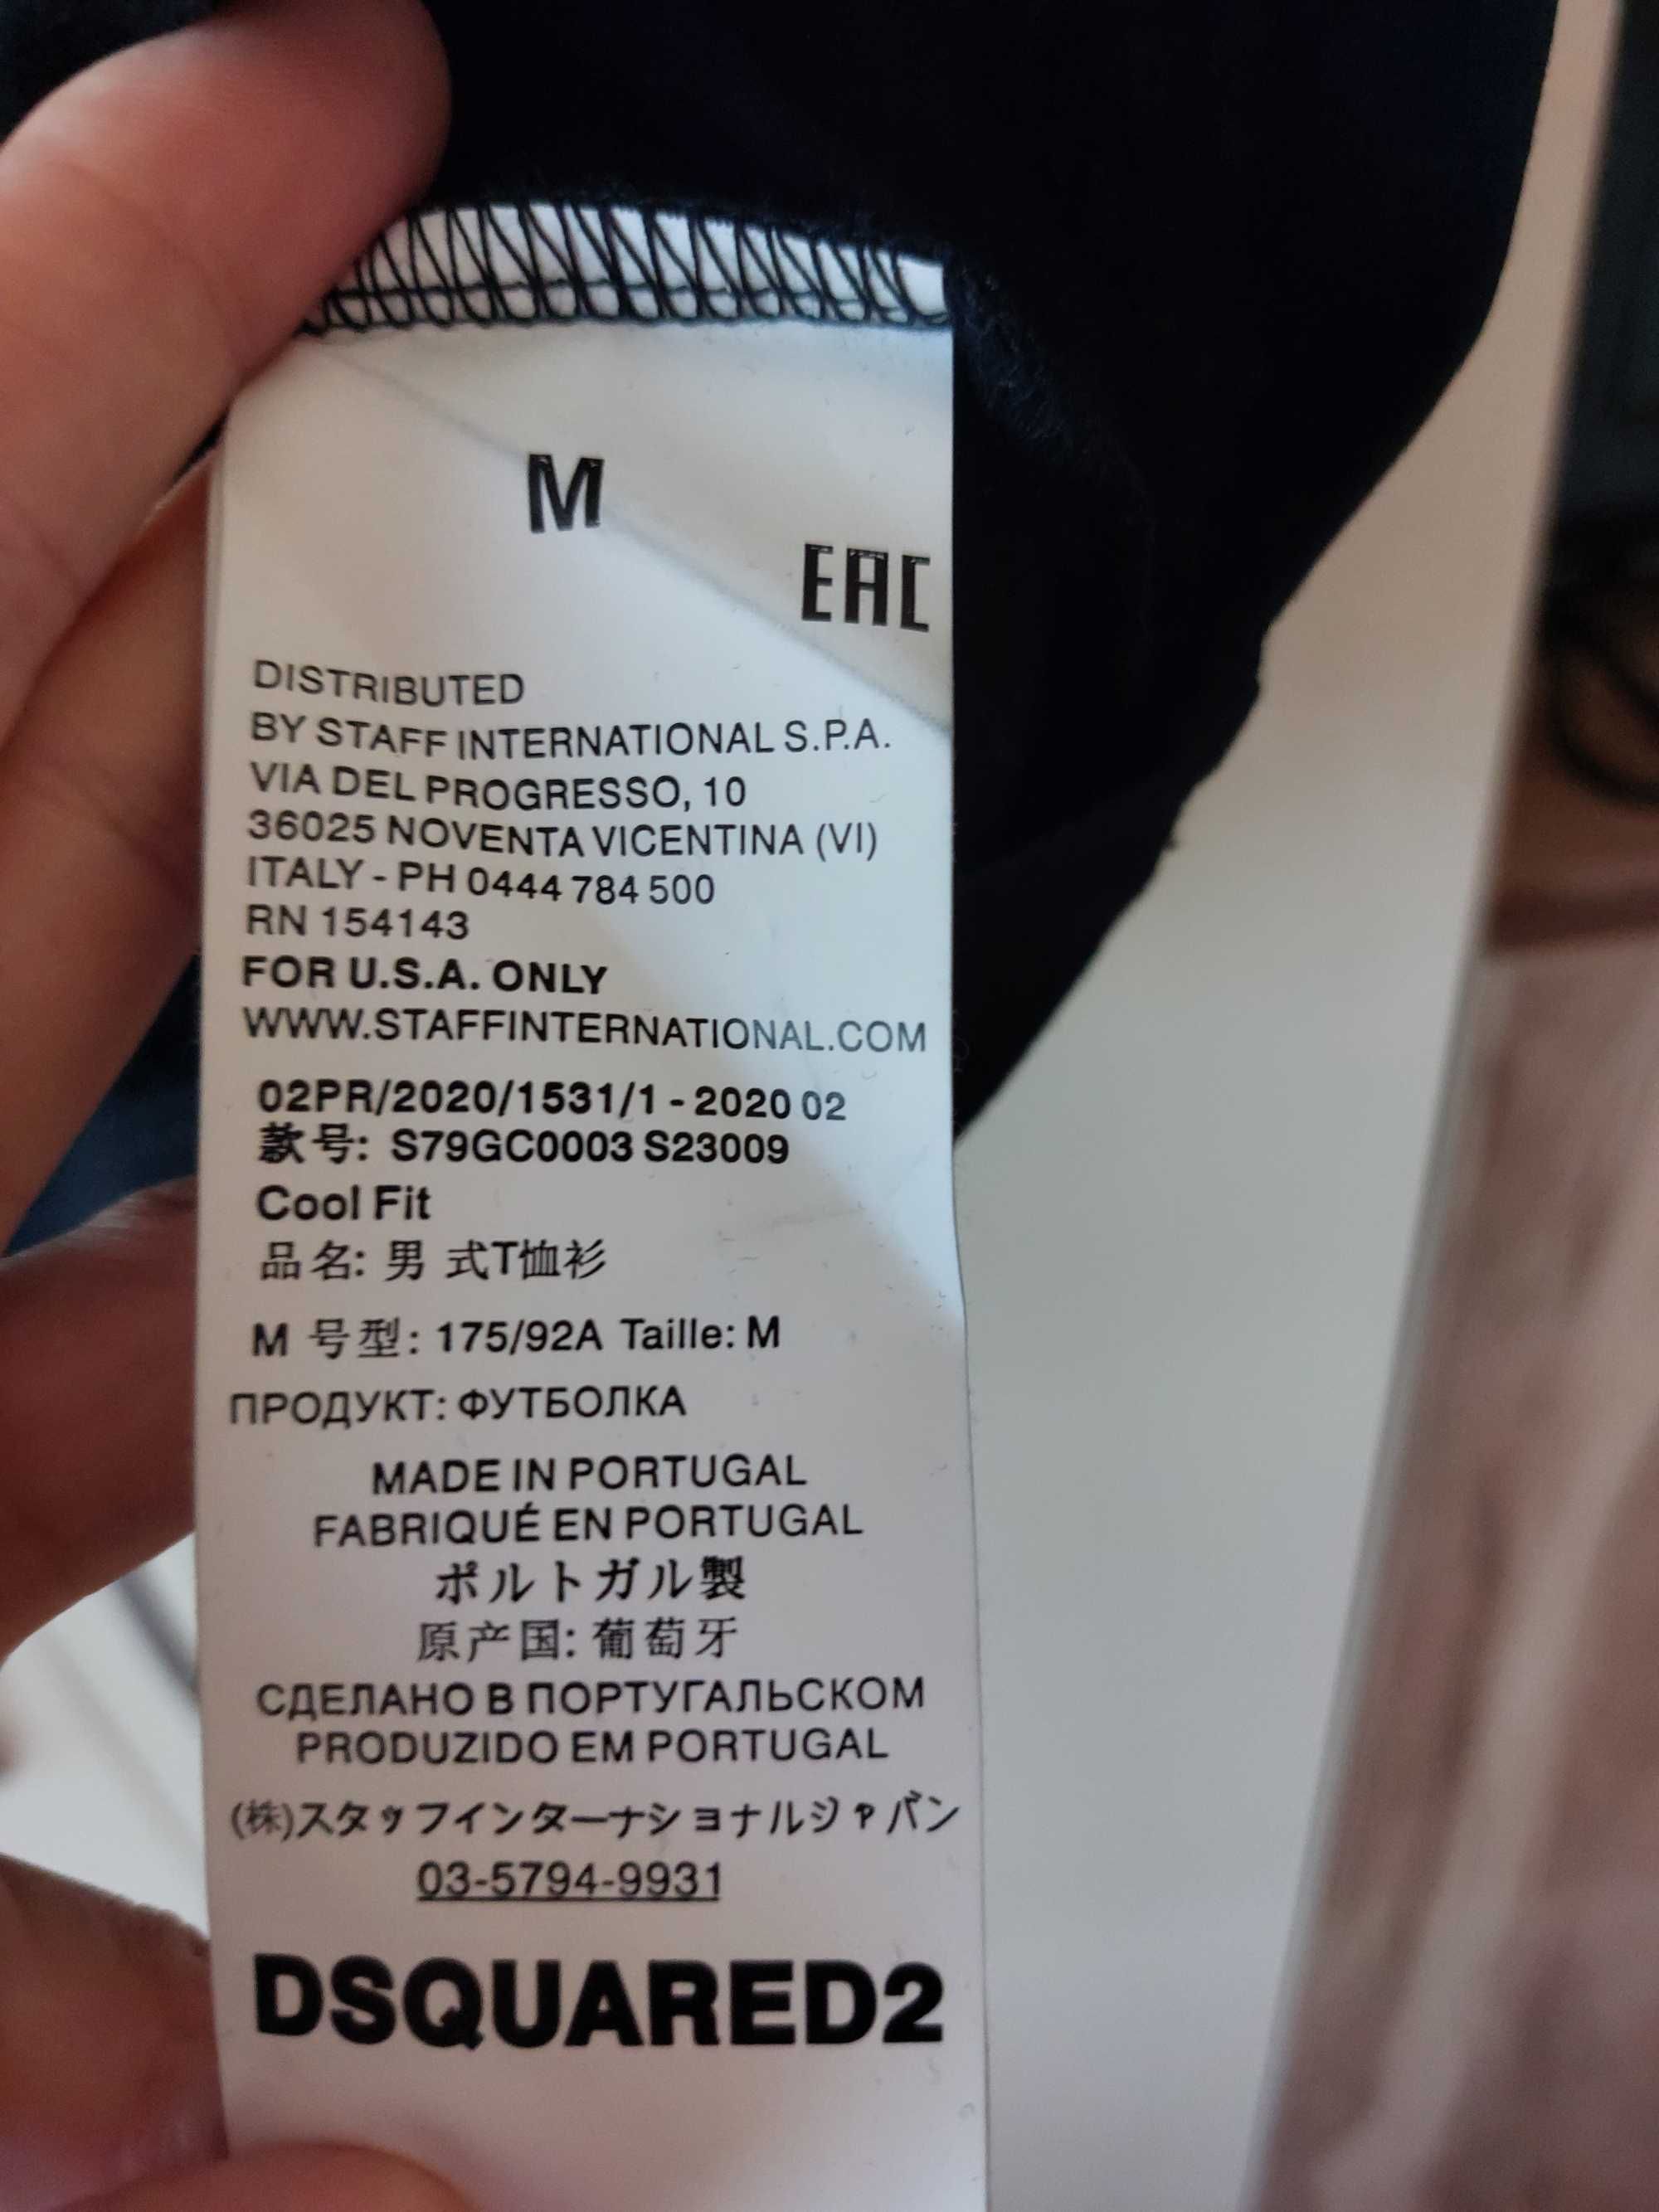 M
EAC
DISTRIBUTED
BY STAFF INTERNATIONAL S.P.A.
VIA DEL PROGRESSO, 10
36025 NOVENTA VICENTINA (VI)
ITALY - PH 0444 784 500
RN 154143
FOR U.S.A. ONLY
WWW.STAFFINTERNATIONAL.COM
02PR/2020/1531/1 - 2020 02
款号: S79GC0003 S23009
Cool Fit
品名: 男 式T恤衫
M 号型: 175/92A Taille: M
ПРОДУКТ: ФУТБОЛКА
MADE IN PORTUGAL
FABRIQUÉ EN PORTUGAL
ポルトガル製
原产国: 葡萄牙
СДЕЛАНО В ПОРТУГАЛЬСКОМ
PRODUZIDO EM PORTUGAL
(株)スタッフインターナショナルジャパン
03-5794-9931
DSQUARED2